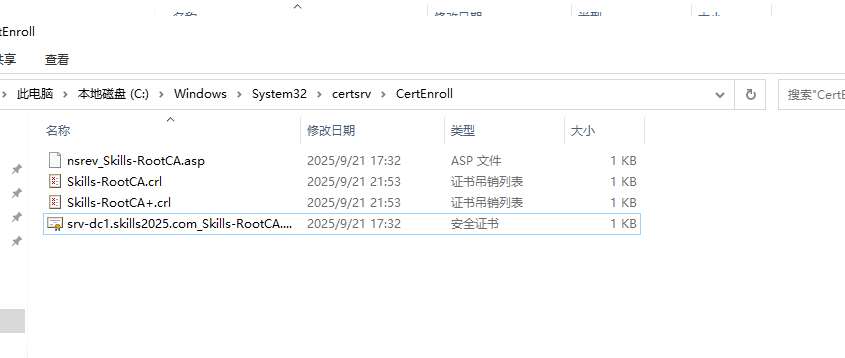 名称 修改日期 类型 大小
tEnroll
共享 查看
此电脑 本地磁盘 (C:) Windows System32 certsrv CertEnroll 搜索"CertE
名称 修改日期 类型 大小
nsrev_Skills-RootCA.asp 2025/9/21 17:32 ASP 文件 1 KB
Skills-RootCA.crl 2025/9/21 21:53 证书吊销列表 1 KB
Skills-RootCA+.crl 2025/9/21 21:53 证书吊销列表 1 KB
srv-dc1.skills2025.com_Skills-RootCA.... 2025/9/21 17:32 安全证书 1 KB